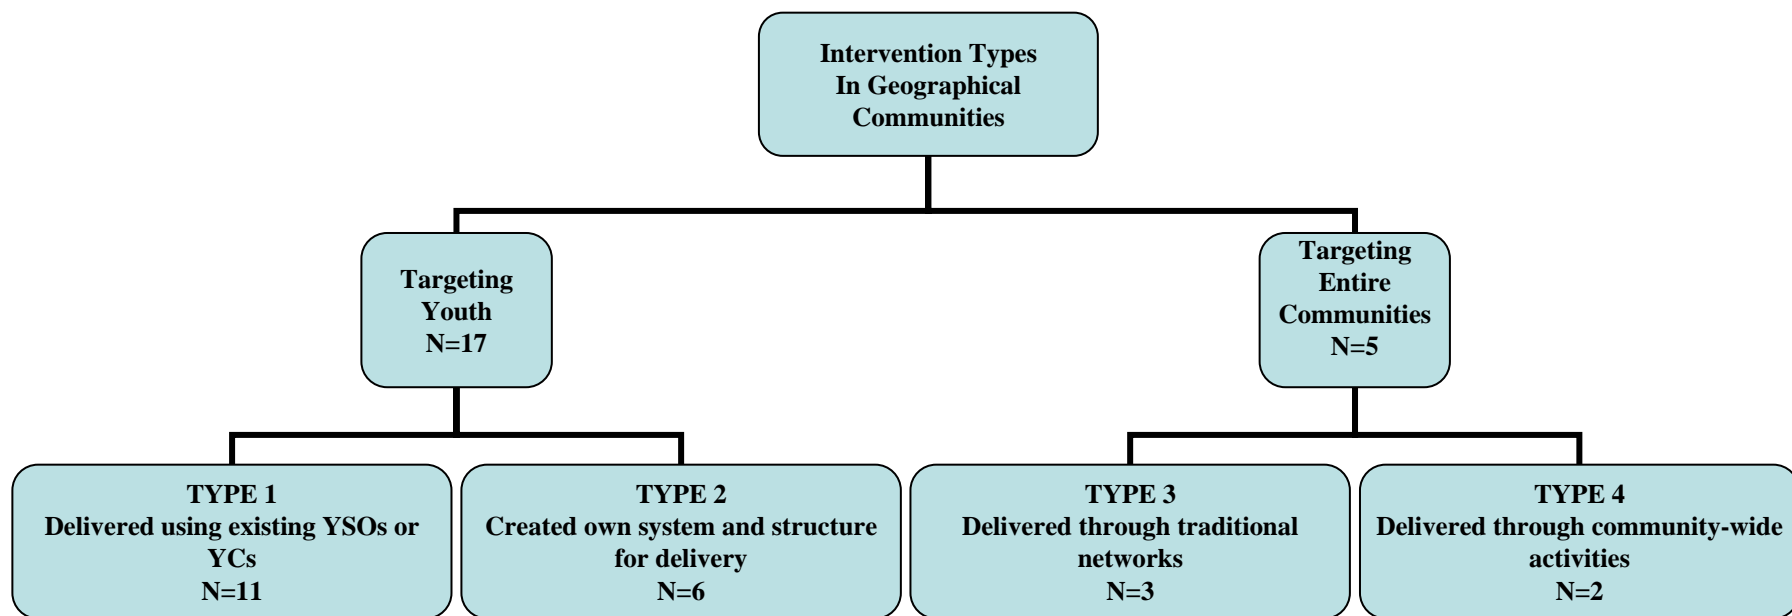 Intervention Types
In Geographical
Communities
Targeting
Youth
N=17
Targeting
Entire
Communities
N=5
TYPE 1
Delivered using existing YSOs or
YCs
N=11
TYPE 2
Created own system and structure
for delivery
N=6
TYPE 3
Delivered through traditional
networks
N=3
TYPE 4
Delivered through community-wide
activities
N=2